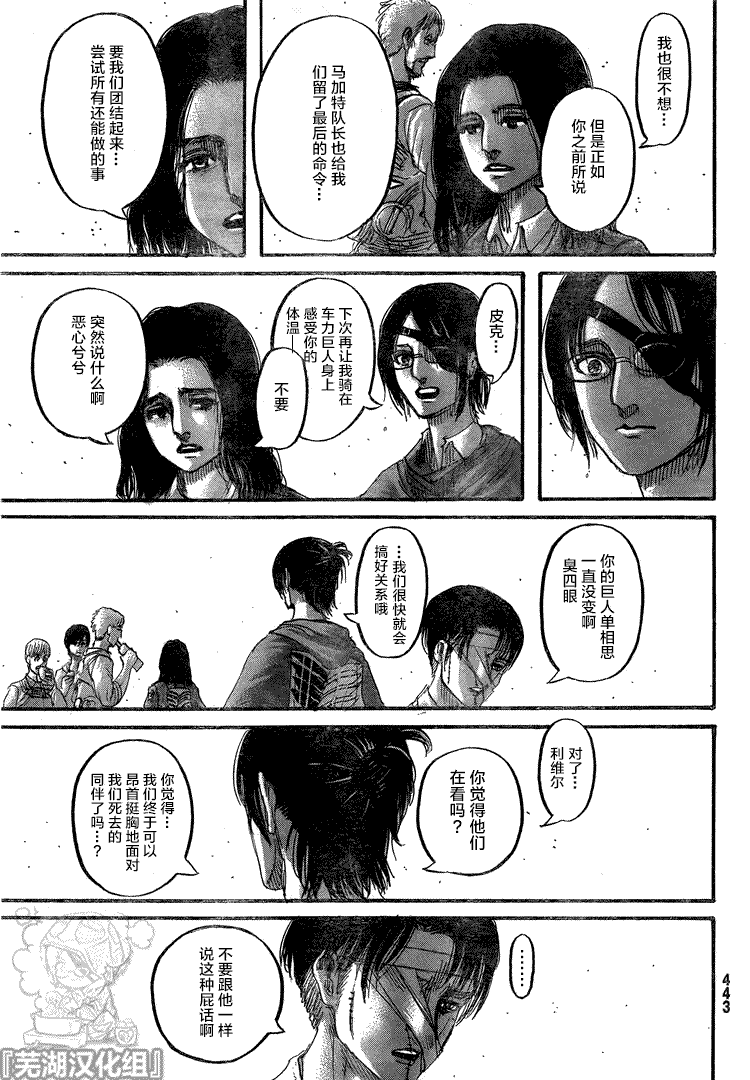 我也很不想…
但是正如
你之前所说
马加特队长也给我
们留了最后的命令…
要我们团结起来…
尝试所有还能做的事
皮克…
下次再让我骑在
车力巨人身上
感受你的
体温—
不要
突然说什么啊
恶心兮兮
你的巨人单相思
一直没变啊
臭四眼
…我们很快就会
搞好关系哦
对了…
利维尔
你觉得他们
在看吗？
你觉得…
我们终于可以
昂首挺胸地面对
我们死去的
同伴了吗…？
……
不要跟他一样
说这种屁话啊
443
『芜湖汉化组』